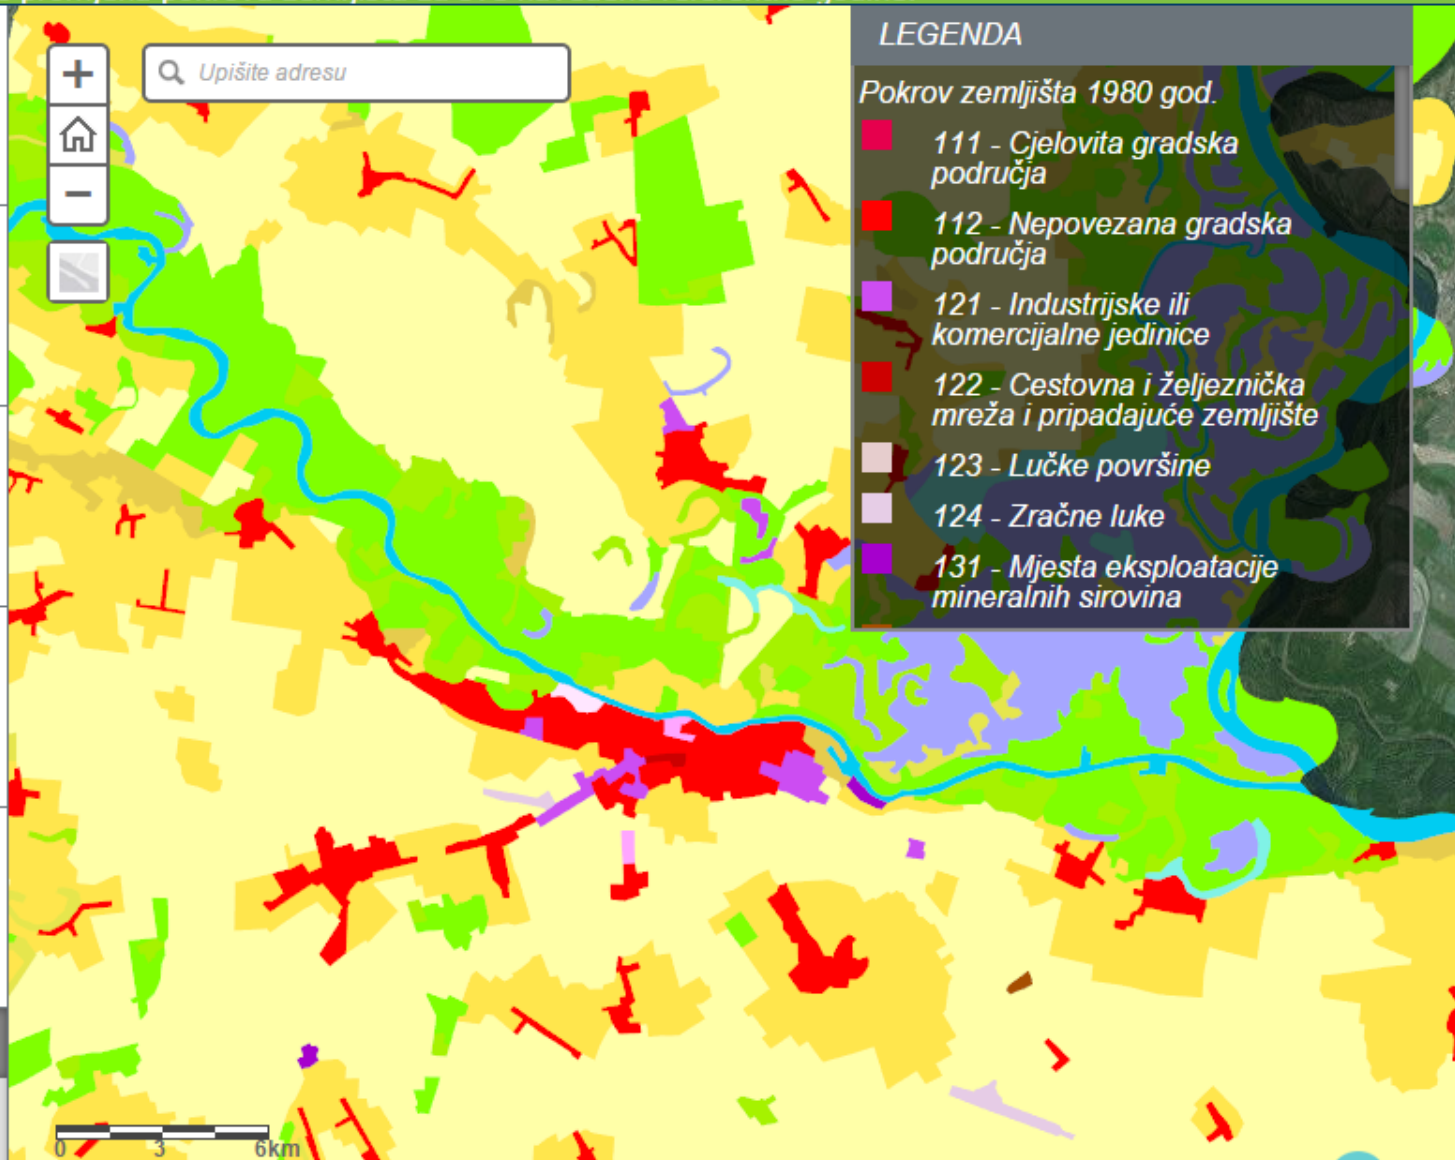 Upišite adresu
LEGENDA
Pokrov zemljišta 1980 god.
111 - Cjelovita gradska
područja
112 - Nepovezana gradska
područja
121 - Industrijske ili
komercijalne jedinice
122 - Cestovna i željeznička
mreža i pripadajuće zemljište
123 - Lučke površine
124 - Zračne luke
131 - Mjesta eksploatacije
mineralnih sirovina
0 3 6km